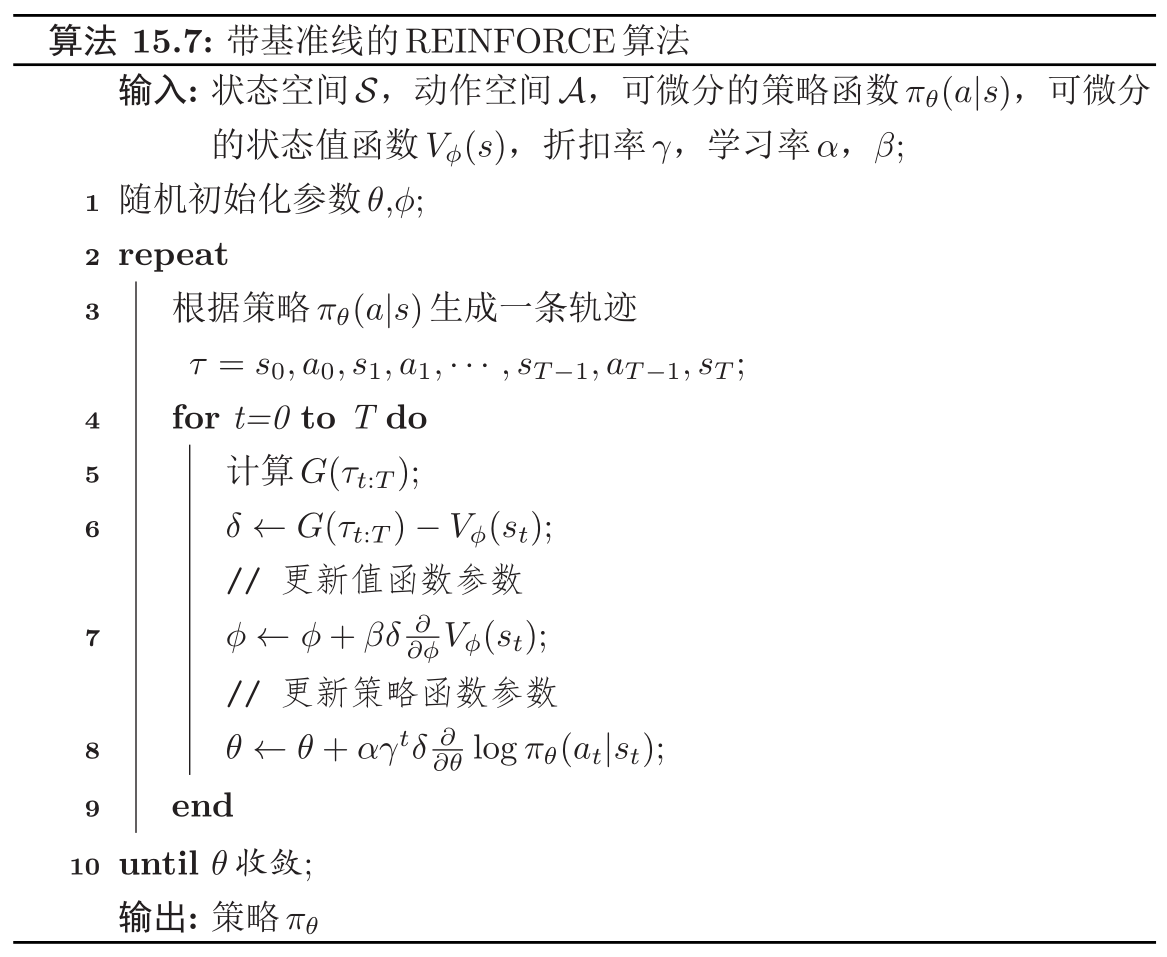 算法 15.7: 带基准线的REINFORCE算法
输入: 状态空间 𝒮，动作空间 𝒜，可微分的策略函数 π_θ(a|s)，可微分
的状态值函数 V_ϕ(s)，折扣率 γ，学习率 α，β;
1 随机初始化参数 θ,ϕ;
2 repeat
3 根据策略 π_θ(a|s) 生成一条轨迹
τ = s_0, a_0, s_1, a_1, ⋯ , s_{T−1}, a_{T−1}, s_T;
4 for t=0 to T do
5 计算 G(τ_{t:T});
6 δ ← G(τ_{t:T}) − V_ϕ(s_t);
// 更新值函数参数
7 ϕ ← ϕ + βδ ∂/∂ϕ V_ϕ(s_t);
// 更新策略函数参数
8 θ ← θ + αγ^t δ ∂/∂θ log π_θ(a_t|s_t);
9 end
10 until θ 收敛;
输出: 策略 π_θ